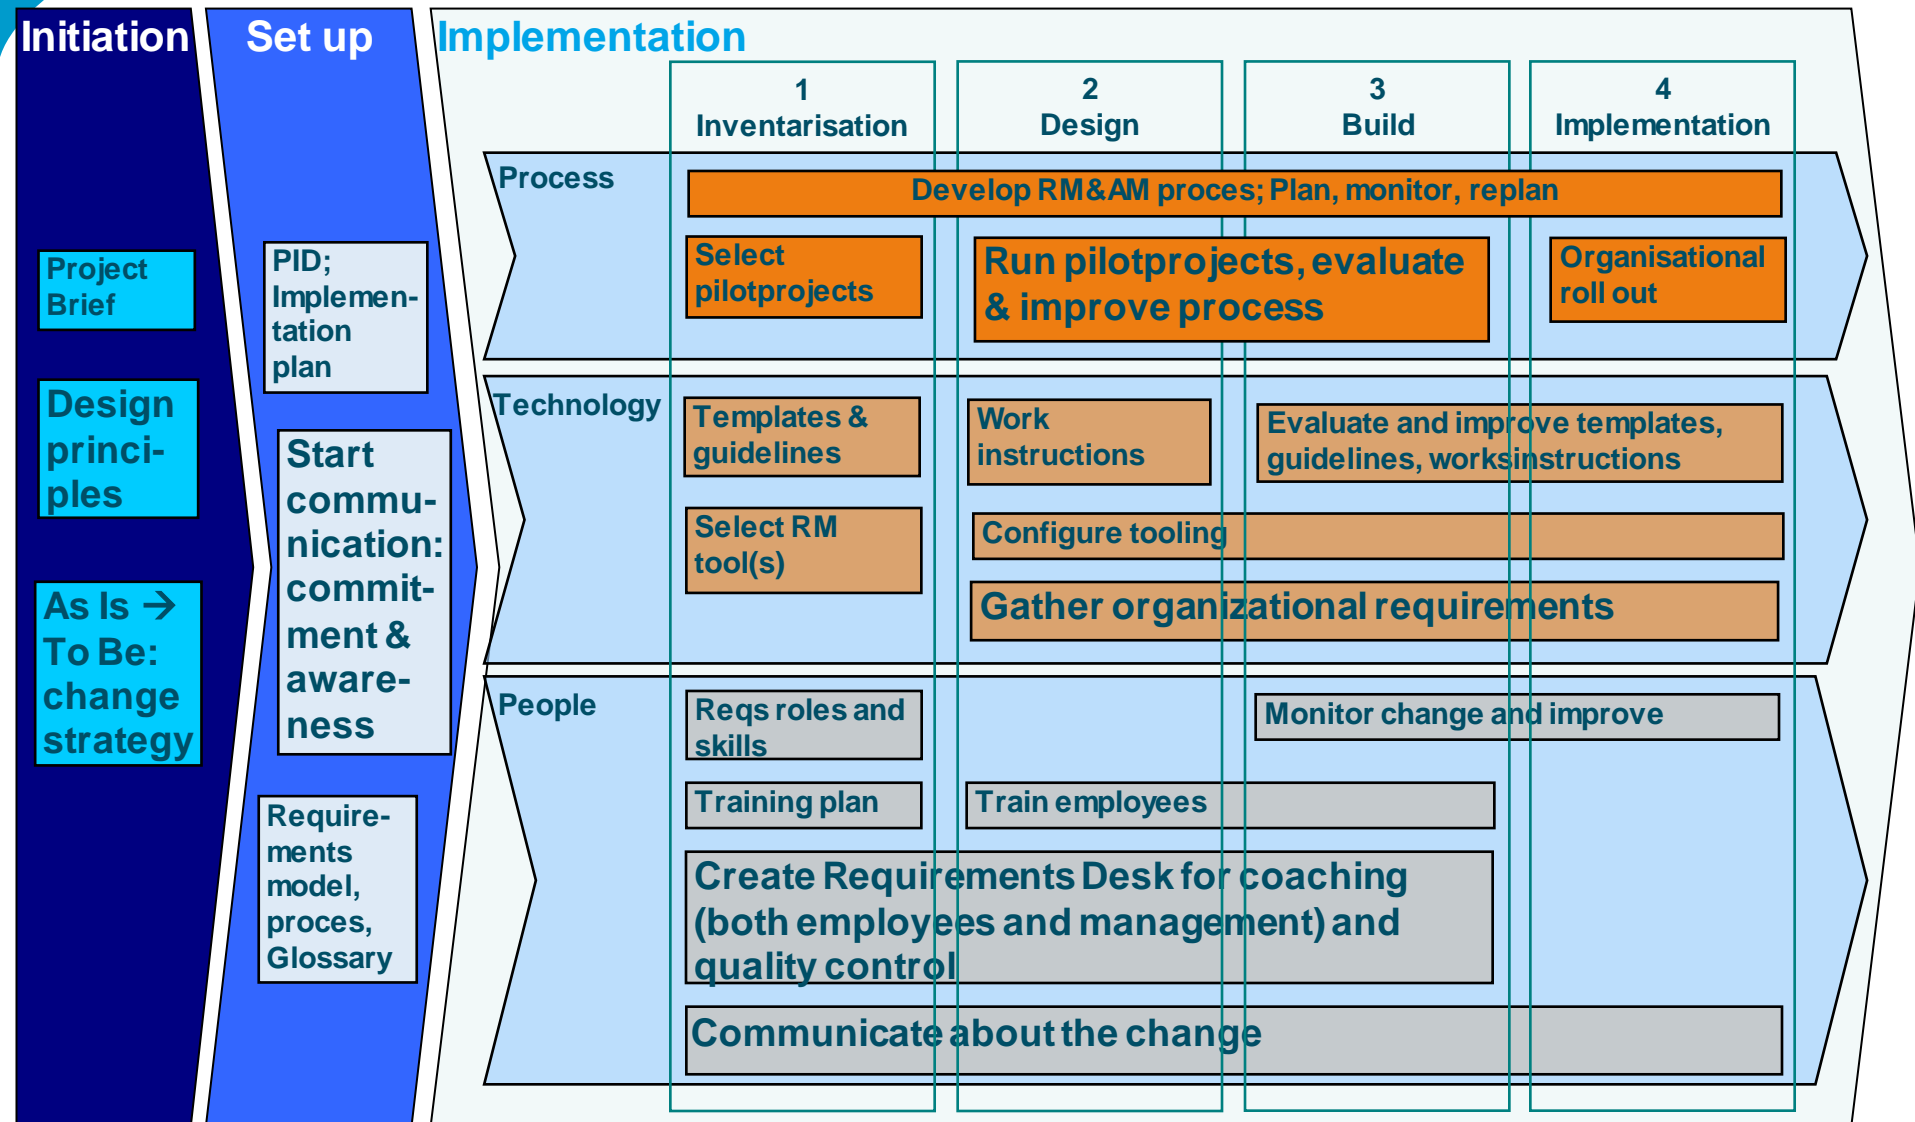 Initiation
Project
Brief
Design
princi-
ples
As Is →
To Be:
change
strategy
Set up
PID;
Implemen-
tation
plan
Start
commu-
nication:
commit-
ment &
aware-
ness
Require-
ments
model,
proces,
Glossary
Implementation
1
Inventarisation
2
Design
3
Build
4
Implementation
Process
Develop RM&AM proces; Plan, monitor, replan
Select
pilotprojects
Run pilotprojects, evaluate
& improve process
Organisational
roll out
Technology
Templates &
guidelines
Work
instructions
Evaluate and improve templates,
guidelines, worksinstructions
Select RM
tool(s)
Configure tooling
Gather organizational requirements
People
Reqs roles and
skills
Monitor change and improve
Training plan
Train employees
Create Requirements Desk for coaching
(both employees and management) and
quality control
Communicate about the change